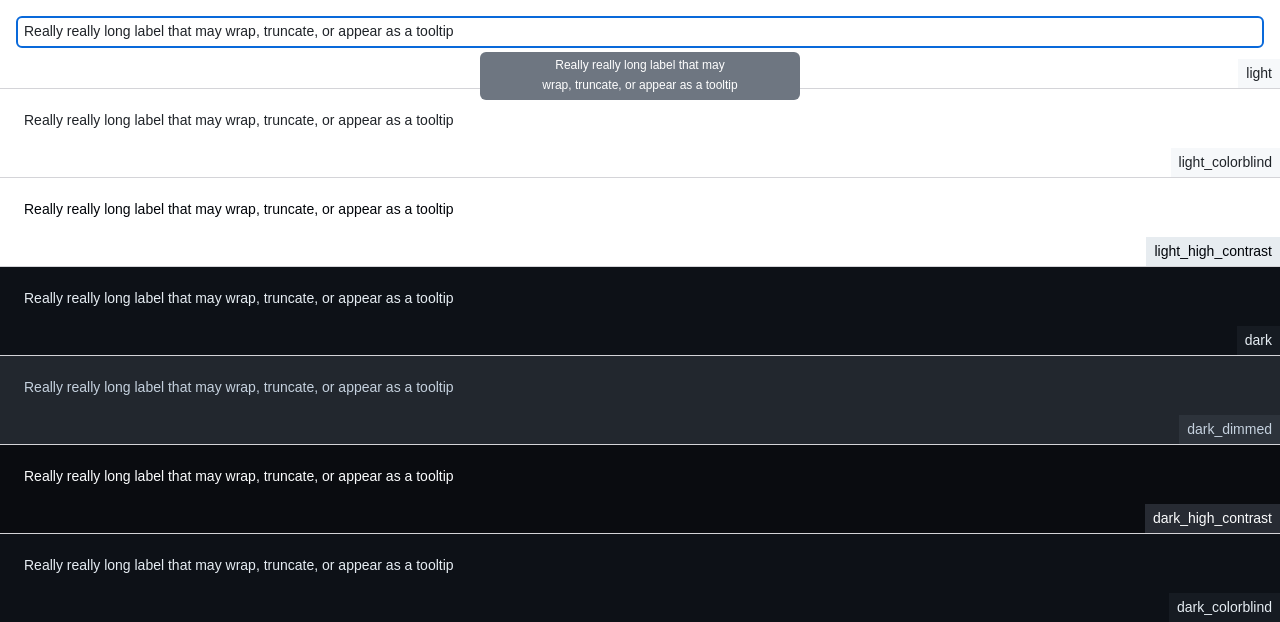 Really really long label that may wrap, truncate, or appear as a tooltip
Really really long label that may
wrap, truncate, or appear as a tooltip
light
Really really long label that may wrap, truncate, or appear as a tooltip
light_colorblind
Really really long label that may wrap, truncate, or appear as a tooltip
light_high_contrast
Really really long label that may wrap, truncate, or appear as a tooltip
dark
Really really long label that may wrap, truncate, or appear as a tooltip
dark_dimmed
Really really long label that may wrap, truncate, or appear as a tooltip
dark_high_contrast
Really really long label that may wrap, truncate, or appear as a tooltip
dark_colorblind